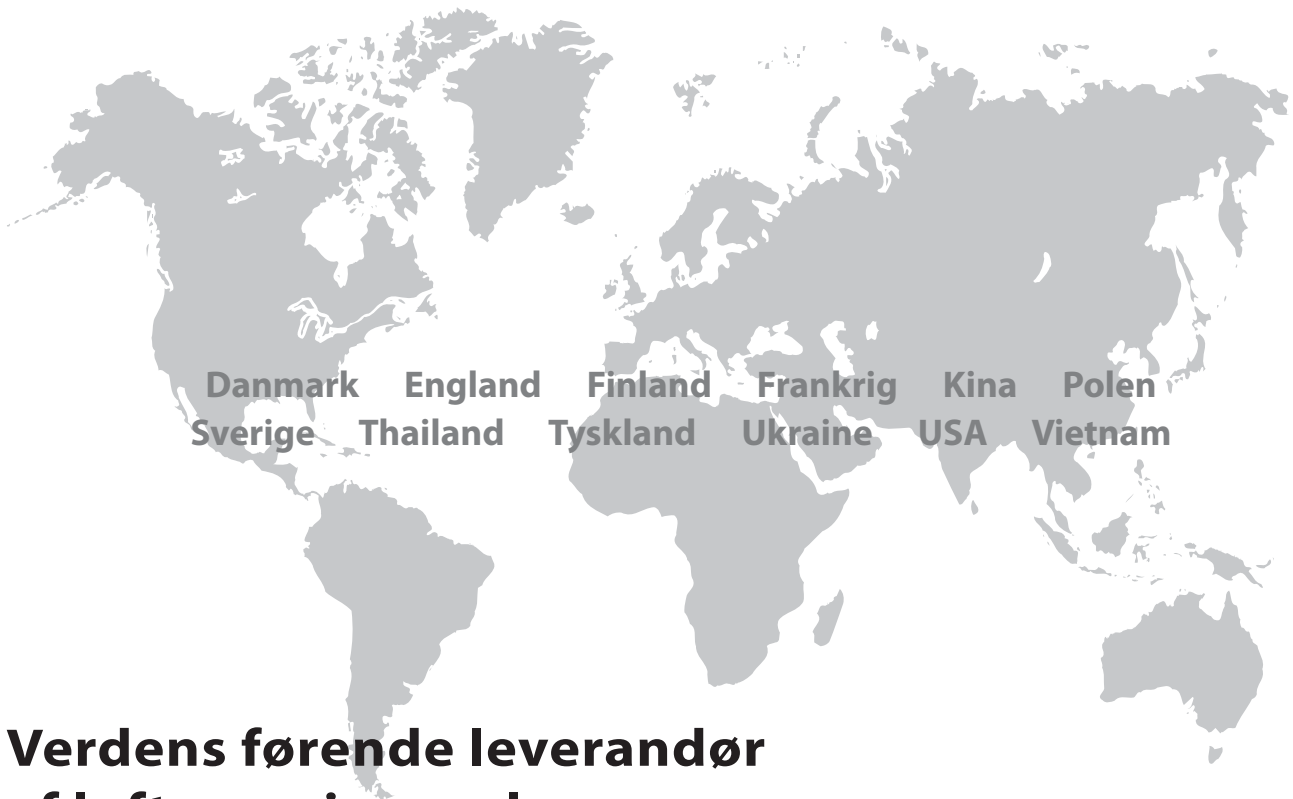 Danmark England Finland Frankrig Kina Polen
Sverige Thailand Tyskland Ukraine USA Vietnam
Verdens førende leverandør